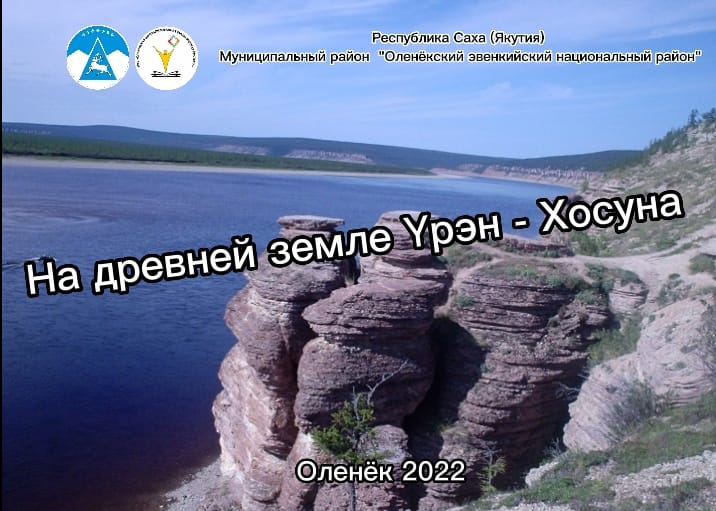 Республика Саха (Якутия)
Муниципальный район "Оленёкский эвенкийский национальный район"
На древней земле Үрэн - Хосуна
Оленёк 2022